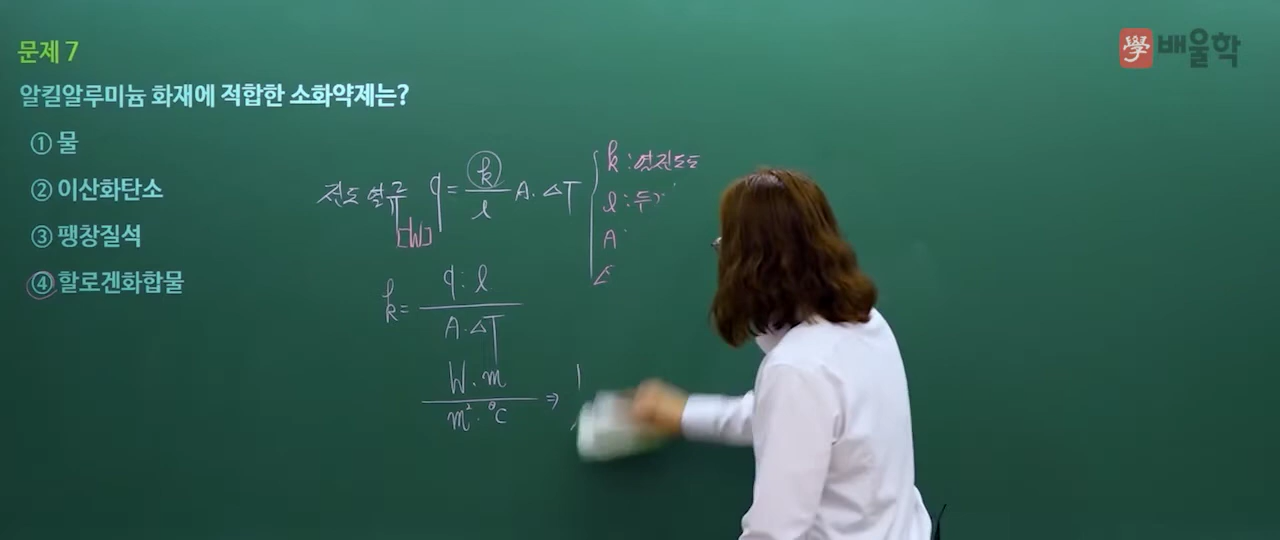 문제 7
學 배울학
알킬알루미늄 화재에 적합한 소화약제는?
① 물
② 이산화탄소
③ 팽창질석
④ 할로겐화합물
전도 열 q = k/l A · ΔT
[W]
k : 열전도도
l : 두께
A
k = q · l / A · ΔT
W · m / m² · °C ⇒